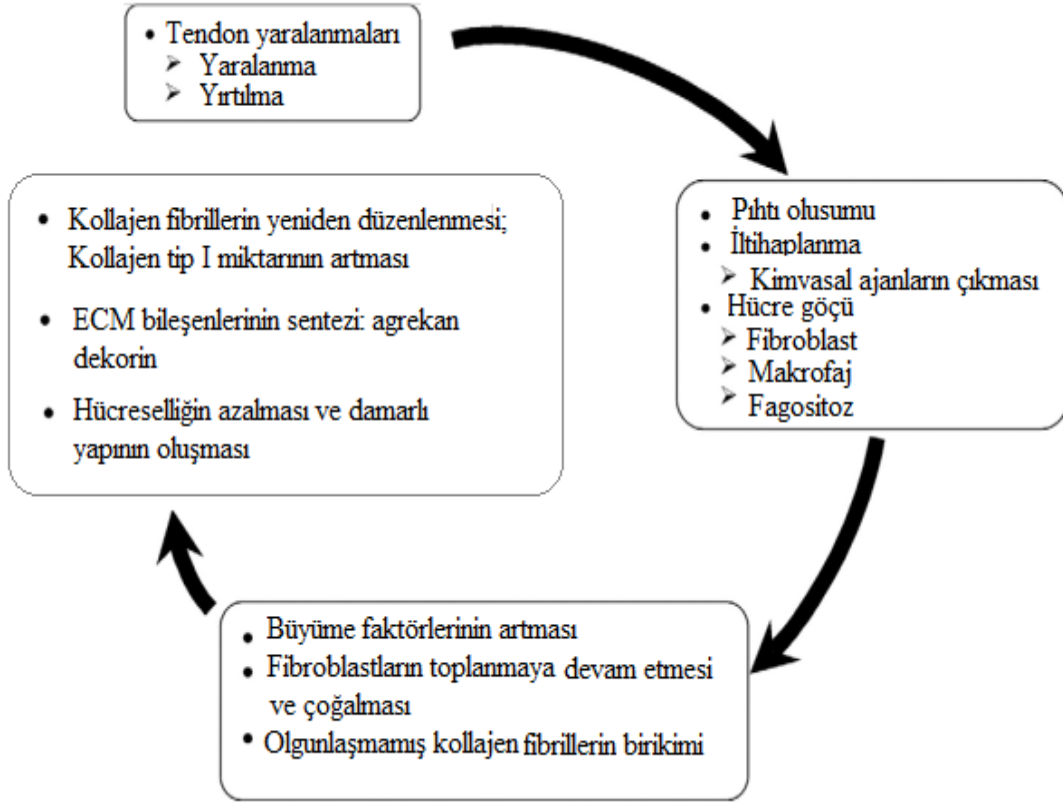 • Tendon yaralanmaları
➤ Yaralanma
➤ Yırtılma
• Pıhtı olusumu
• İltihaplanma
➤ Kimvasal ajanların çıkması
• Hücre göçü
➤ Fibroblast
➤ Makrofaj
➤ Fagositoz
• Büyüme faktörlerinin artması
• Fibroblastların toplanmaya devam etmesi
ve çoğalması
• Olgunlaşmamış kollajen fibrillerin birikimi
• Kollajen fibrillerin yeniden düzenlenmesi;
Kollajen tip I miktarının artması
• ECM bileşenlerinin sentezi: agrekan
dekorin
• Hücreselliğin azalması ve damarlı
yapının oluşması